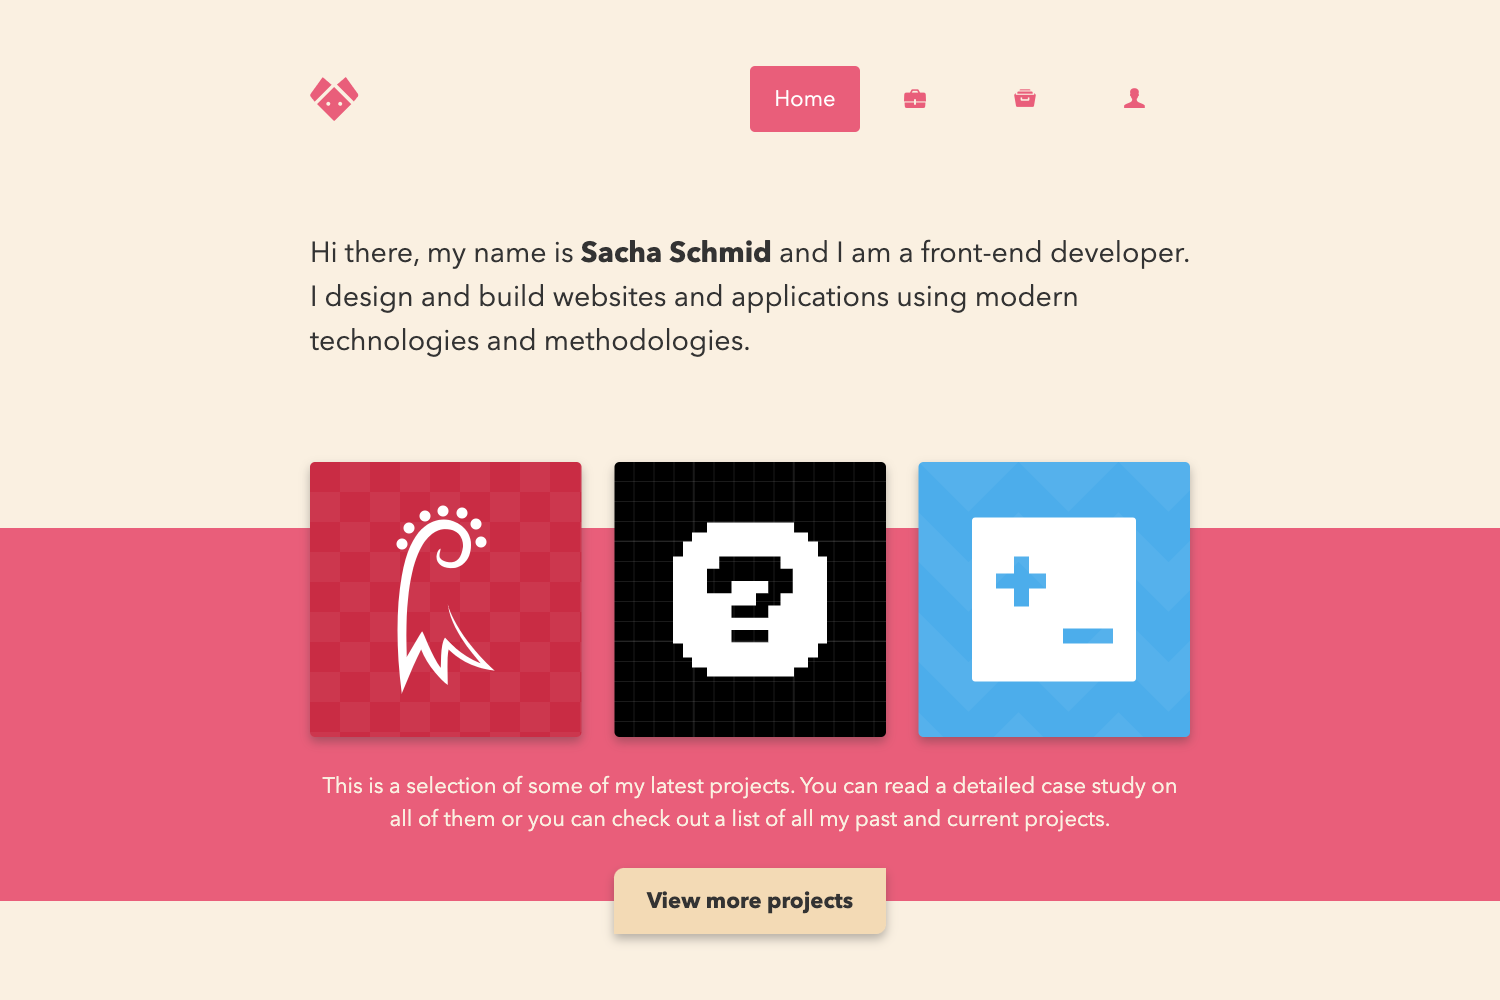 Home
Hi there, my name is Sacha Schmid and I am a front-end developer.
I design and build websites and applications using modern
technologies and methodologies.
This is a selection of some of my latest projects. You can read a detailed case study on
all of them or you can check out a list of all my past and current projects.
View more projects